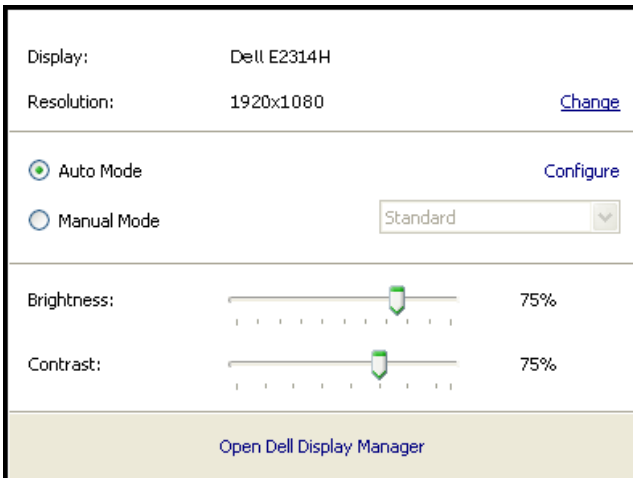 Display: Dell E2314H
Resolution: 1920x1080 Change
Auto Mode Configure
Manual Mode Standard
Brightness: 75%
Contrast: 75%
Open Dell Display Manager